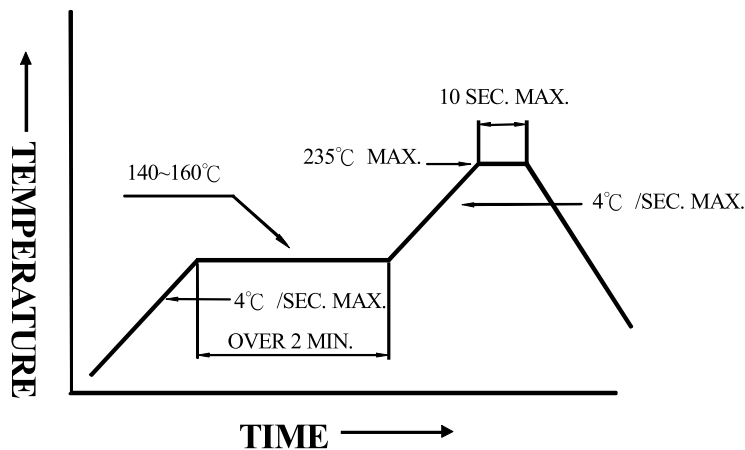 10 SEC. MAX.
235℃ MAX.
140~160℃
4℃ /SEC. MAX.
4℃ /SEC. MAX.
OVER 2 MIN.
TEMPERATURE
TIME